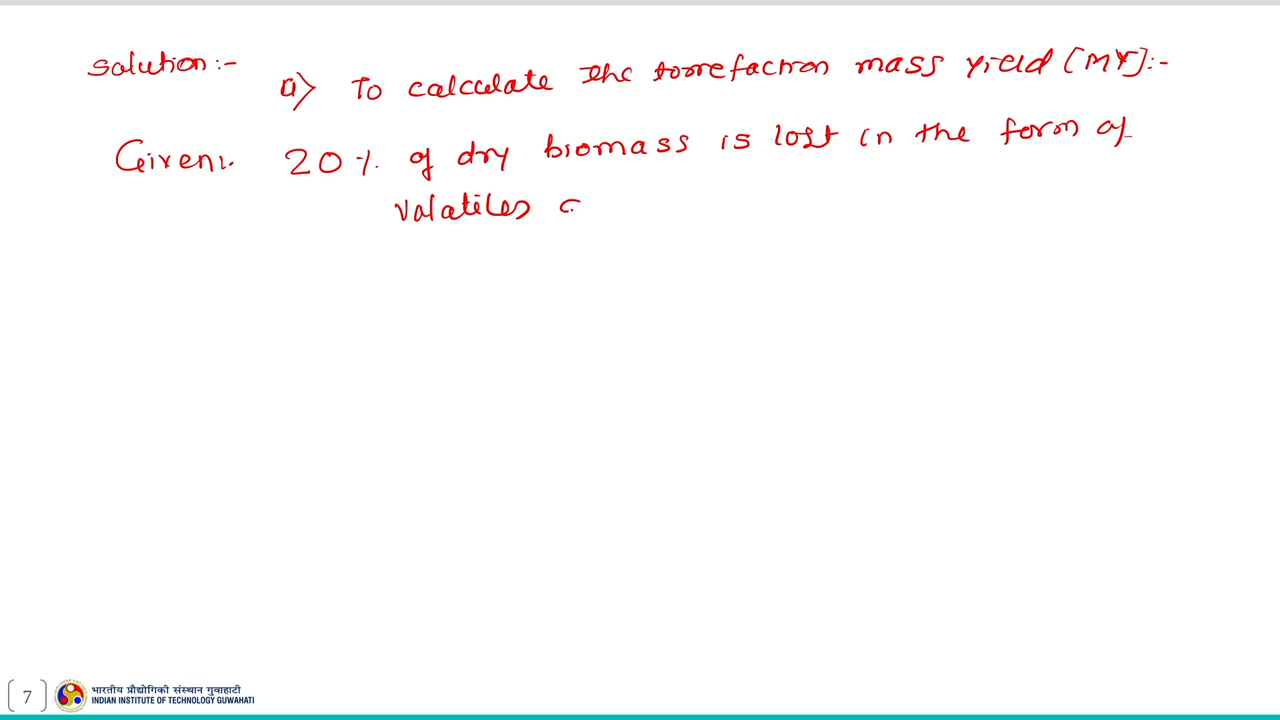 Solution :-
a) To calculate the torrefaction mass yield [MY]:-
Given:- 20% of dry biomass is lost in the form of
volatiles
7
भारतीय प्रौद्योगिकी संस्थान गुवाहाटी
INDIAN INSTITUTE OF TECHNOLOGY GUWAHATI